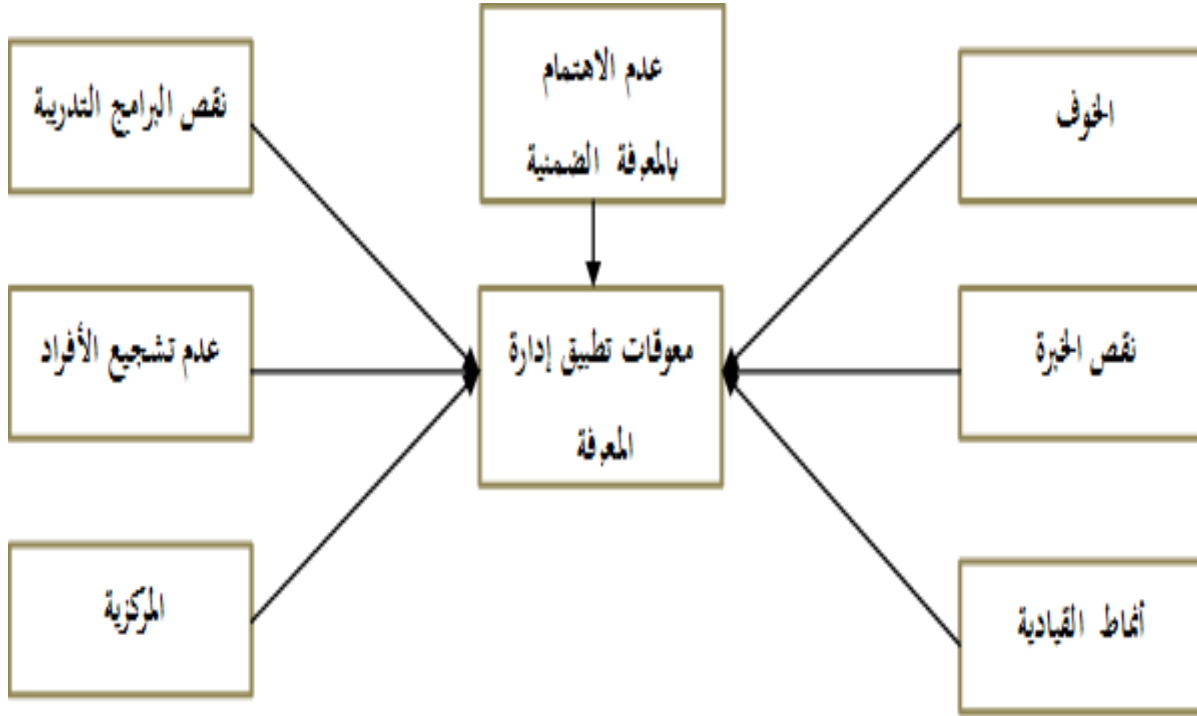 عدم الاهتمام
بالمعرفة الضمنية
الخوف
نقص البرامج التدريبة
نقص الخبرة
معوقات تطبيق إدارة
المعرفة
عدم تشجيع الأفراد
أنماط القيادية
المركزية